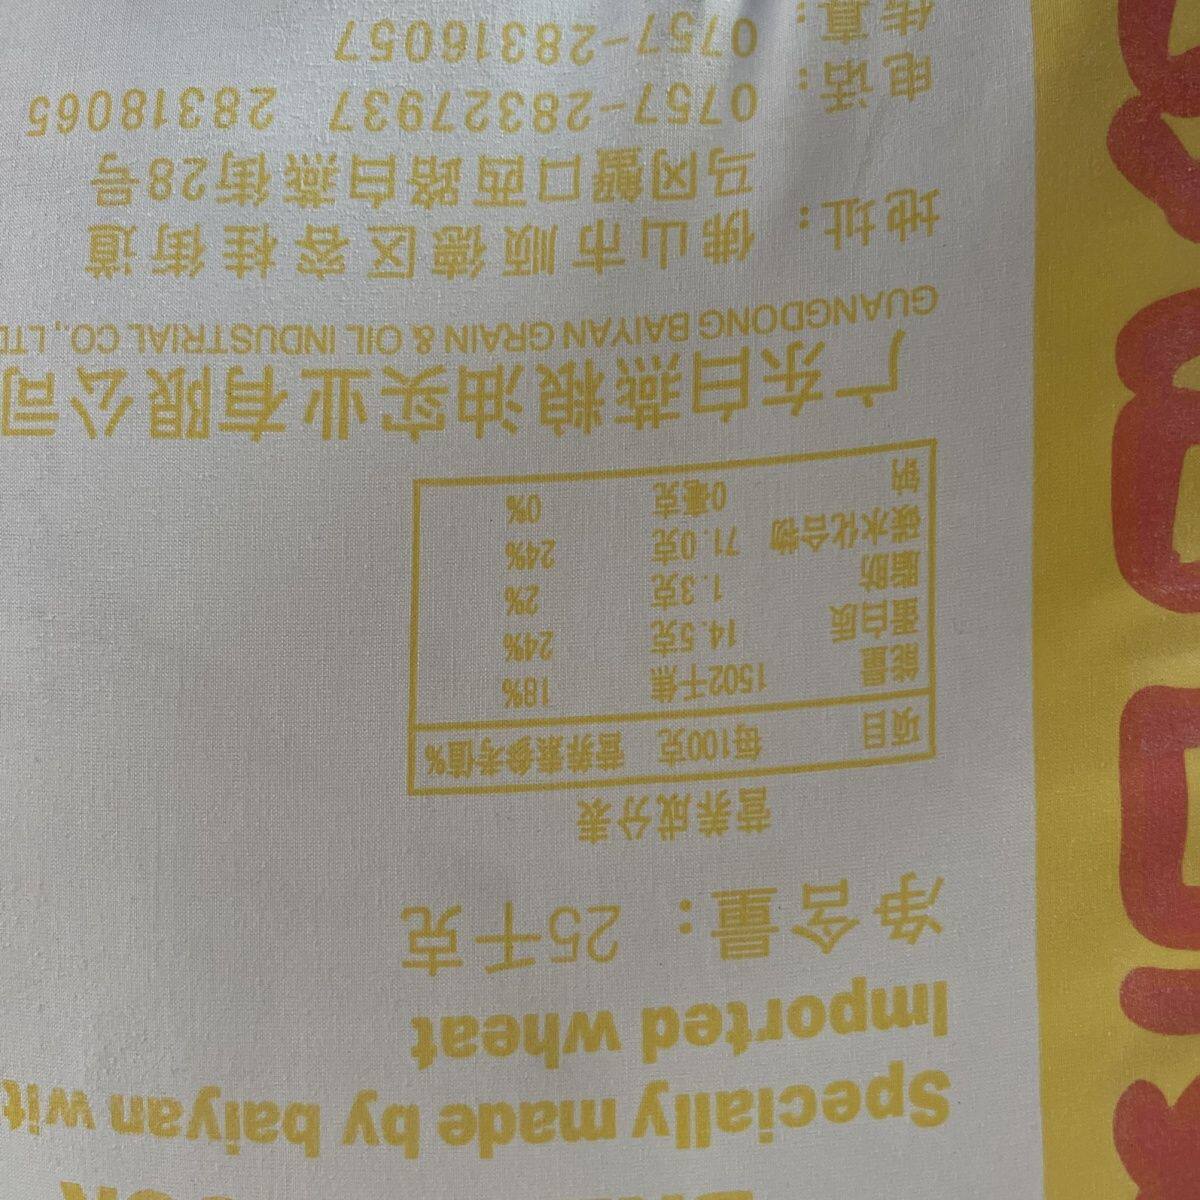 Specially made by baiyan wit
Imported wheat
净含量：25千克
营养成分表
项目 每100克 营养素参考值%
能量 1502千焦 18%
蛋白质 14.5克 24%
脂肪 1.3克 2%
碳水化合物 71.0克 24%
钠 0毫克 0%
广东白燕粮油实业有限公司
GUANGDONG BAIYAN GRAIN & OIL INDUSTRIAL CO., LTD
地址：佛山市顺德区容桂街道
马冈蟹口西路白燕街28号
电话：0757-28327937 28318065
传真：0757-28316057